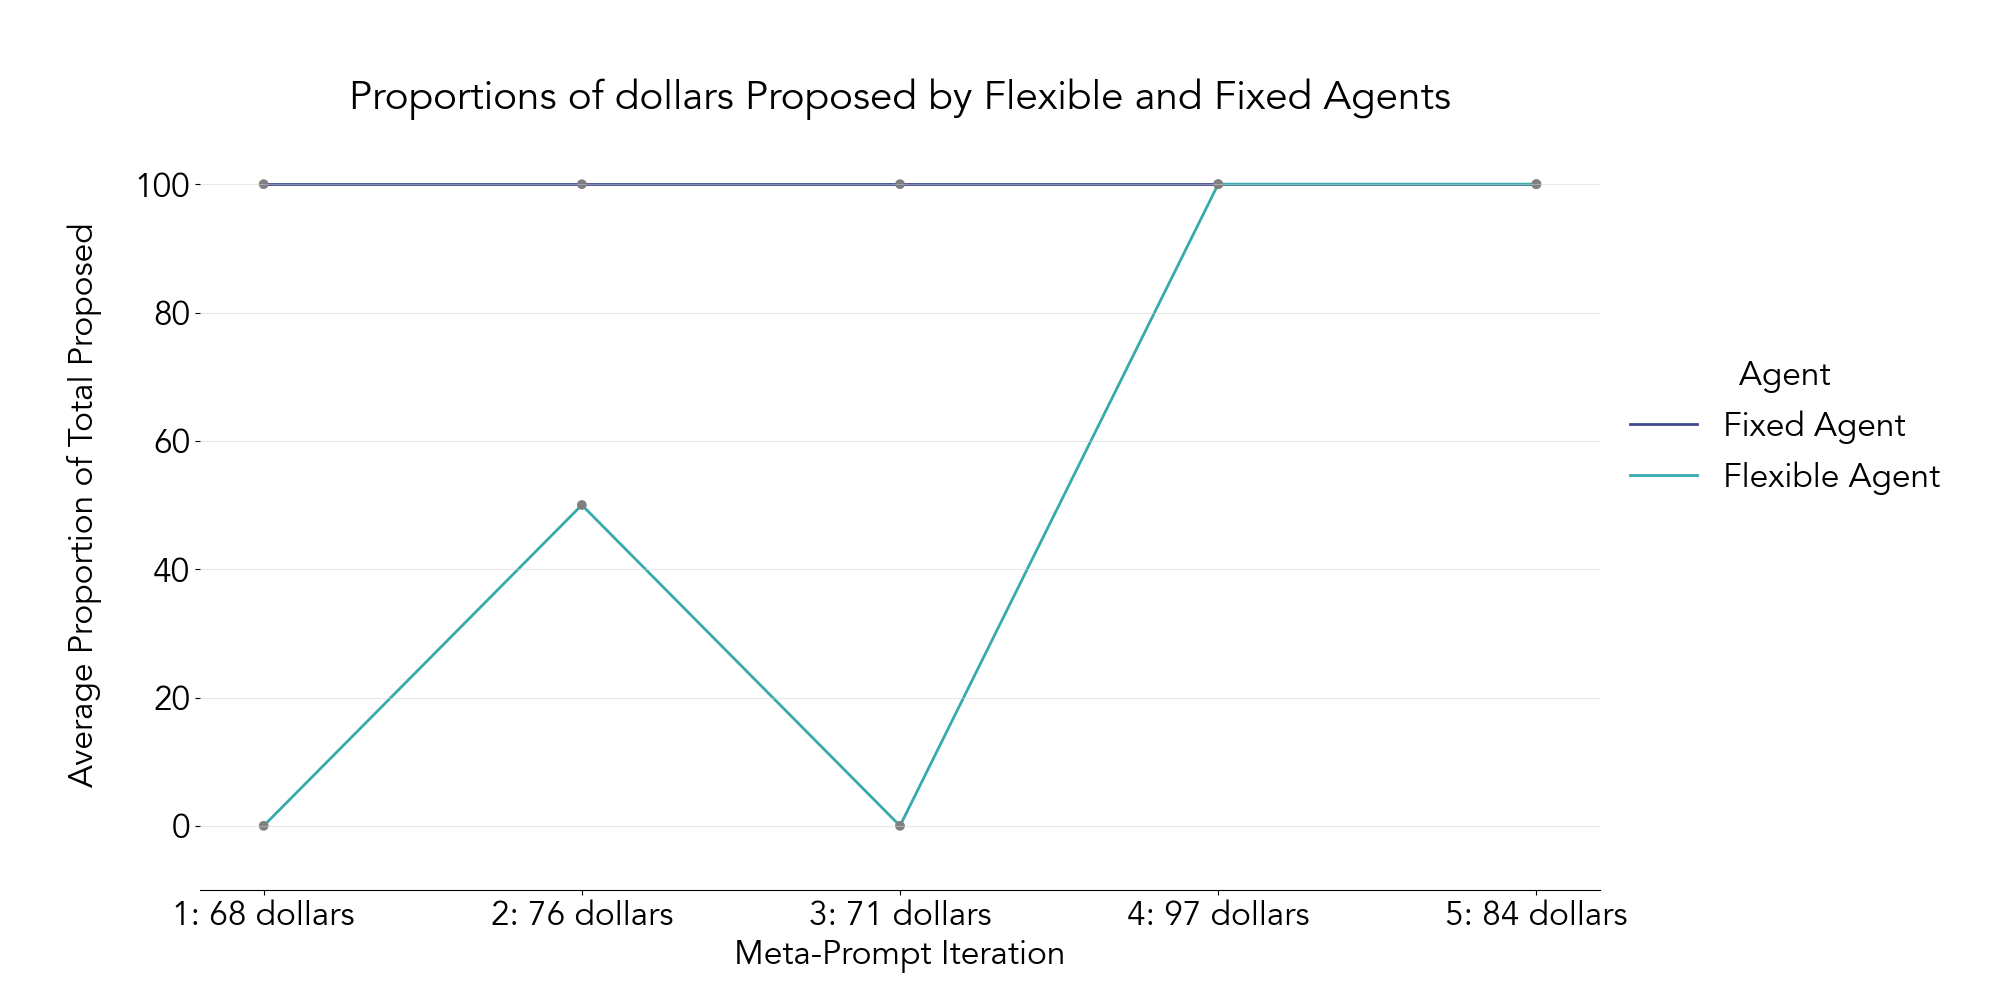 Proportions of dollars Proposed by Flexible and Fixed Agents
Average Proportion of Total Proposed
100
80
60
40
20
0
1: 68 dollars
2: 76 dollars
3: 71 dollars
4: 97 dollars
5: 84 dollars
Meta-Prompt Iteration
Agent
Fixed Agent
Flexible Agent